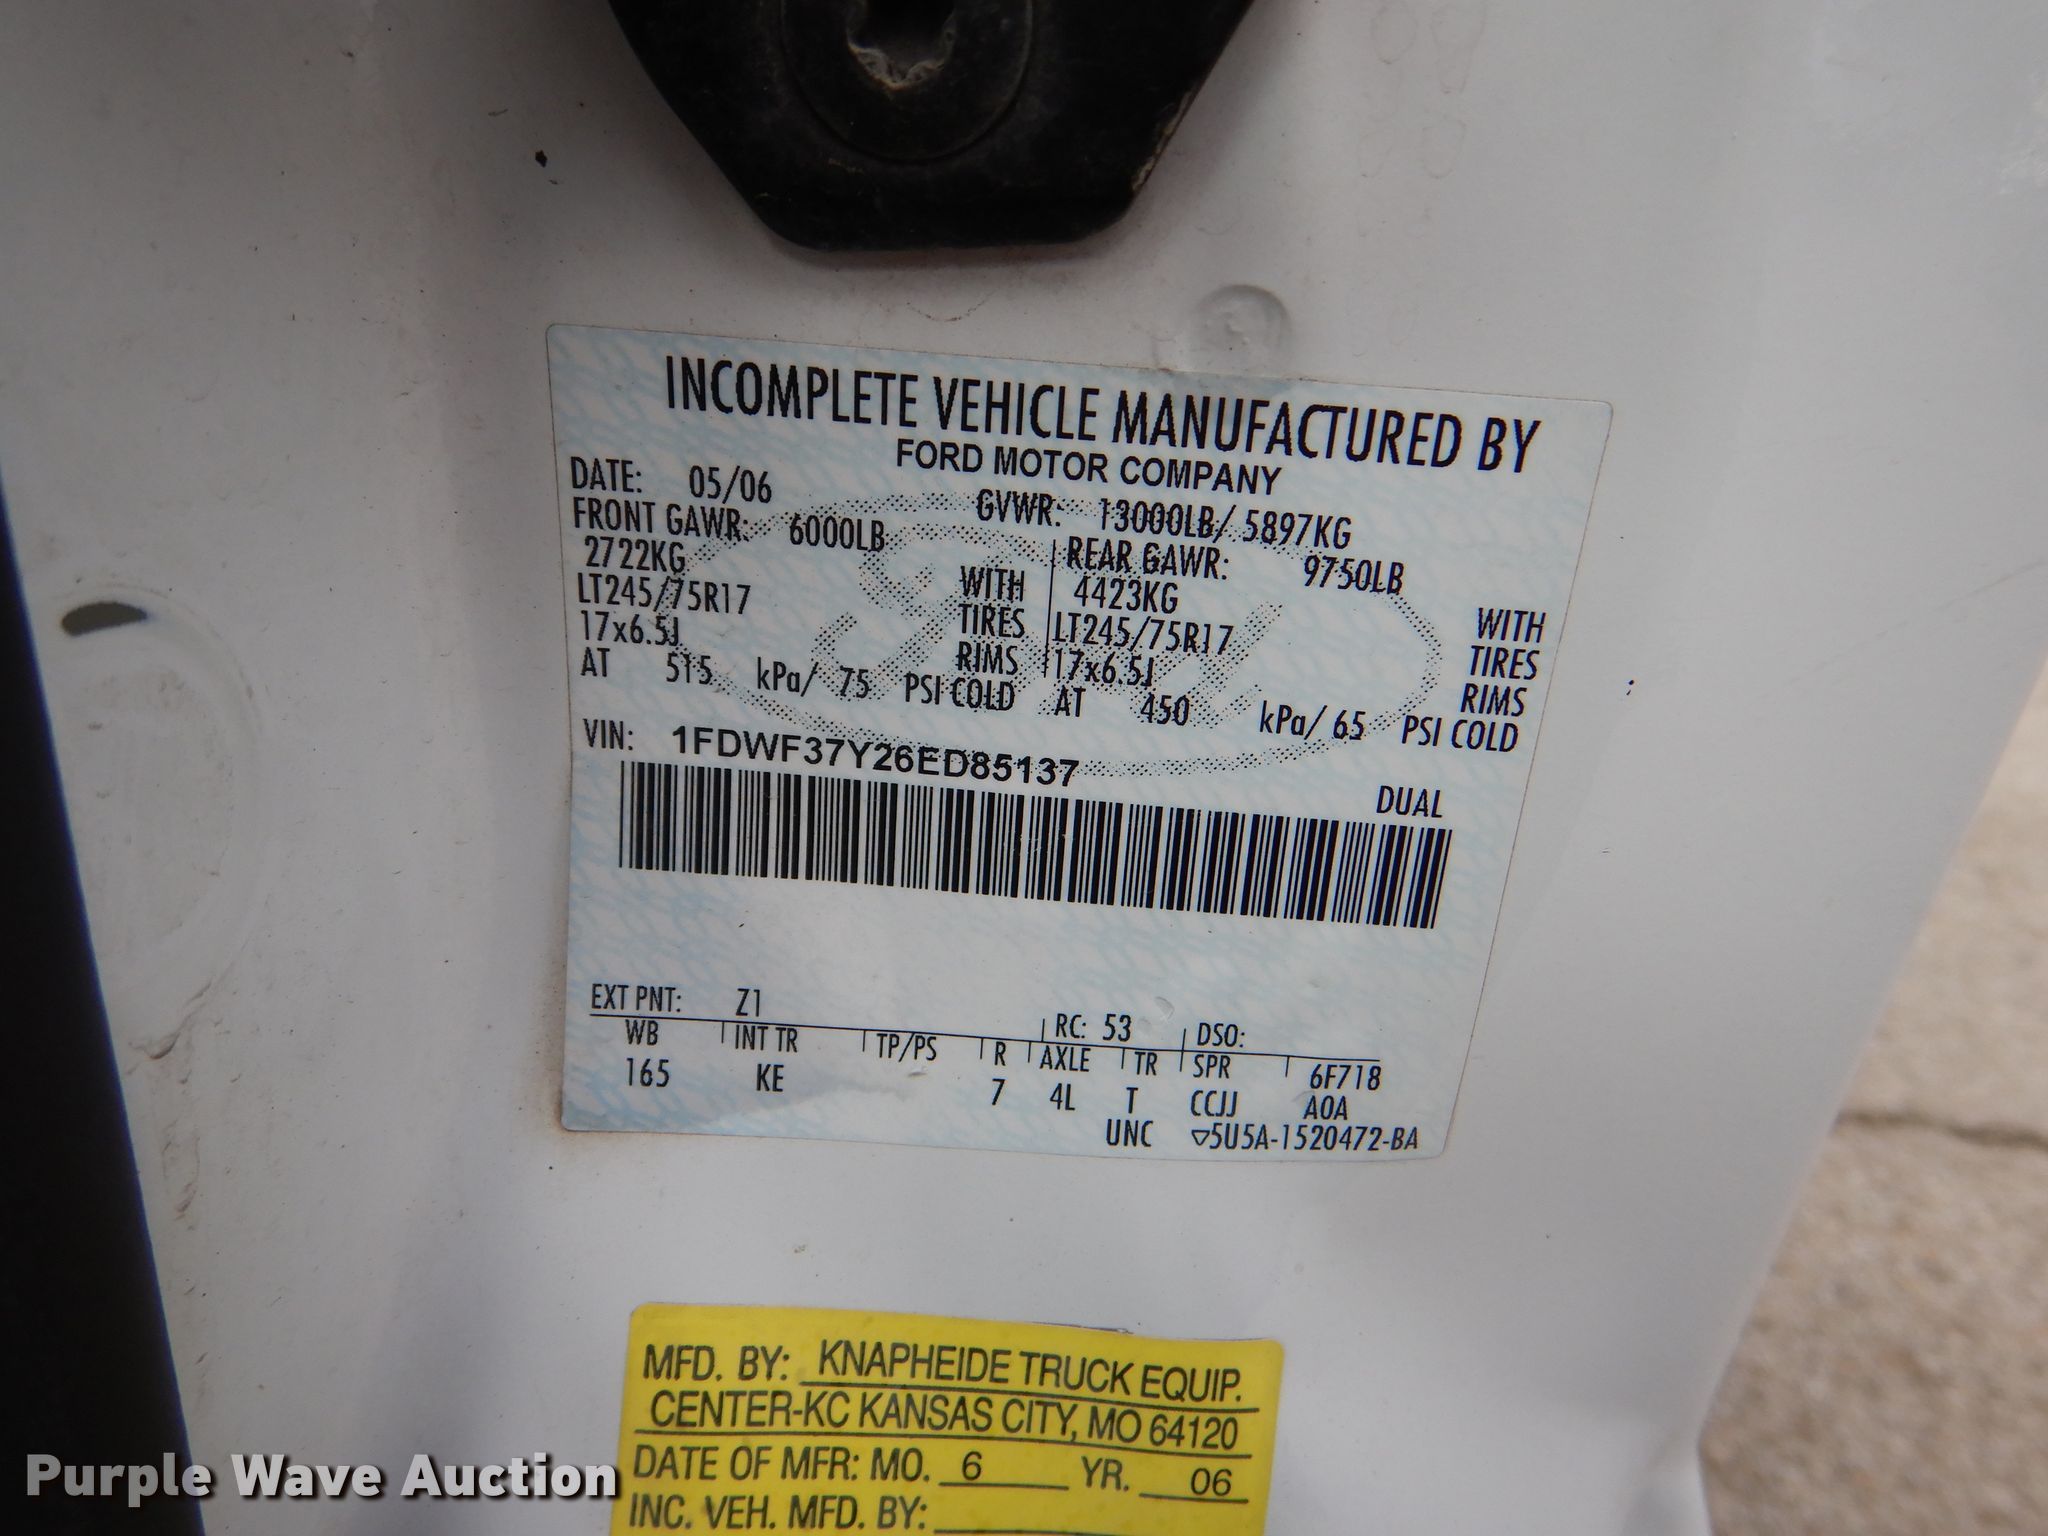 INCOMPLETE VEHICLE MANUFACTURED BY
FORD MOTOR COMPANY
DATE: 05/06 GVWR: 13000LB/ 5897KG
FRONT GAWR: 6000LB REAR GAWR: 9750LB
2722KG WITH 4423KG WITH
LT245/75R17 TIRES LT245/75R17 TIRES
17x6.5J RIMS 17x6.5J RIMS
AT 515 kPa/ 75 PSI COLD AT 450 kPa/ 65 PSI COLD
VIN: 1FDWF37Y26ED85137
DUAL
EXT PNT: Z1 RC: 53 DSO:
WB INT TR TP/PS R AXLE TR SPR 6F718
165 KE 7 4L T CCJJ A0A
UNC ▽5U5A-1520472-BA
MFD. BY: KNAPHEIDE TRUCK EQUIP.
CENTER-KC KANSAS CITY, MO 64120
DATE OF MFR: MO. 6 YR. 06
INC. VEH. MFD. BY:
Purple Wave Auction